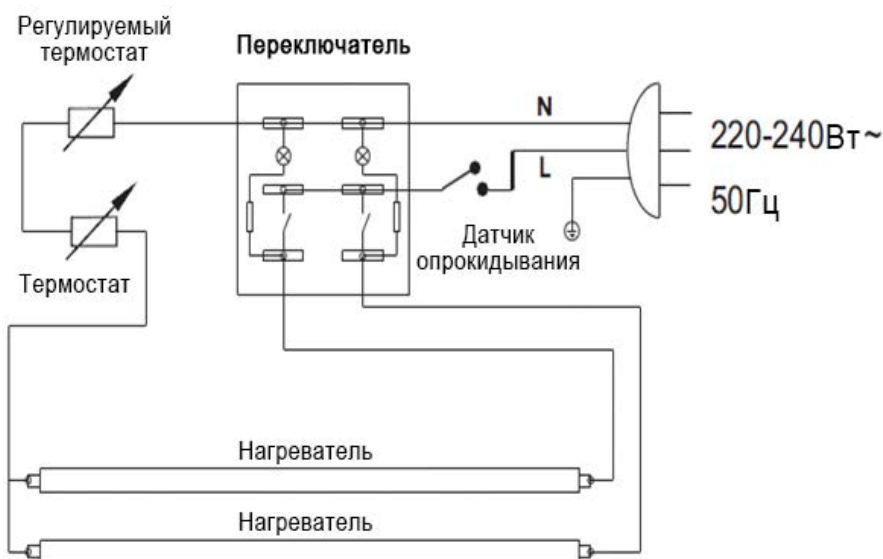 Регулируемый
термостат
Переключатель
N
220-240Вт~
L
50Гц
Датчик
опрокидывания
Термостат
Нагреватель
Нагреватель